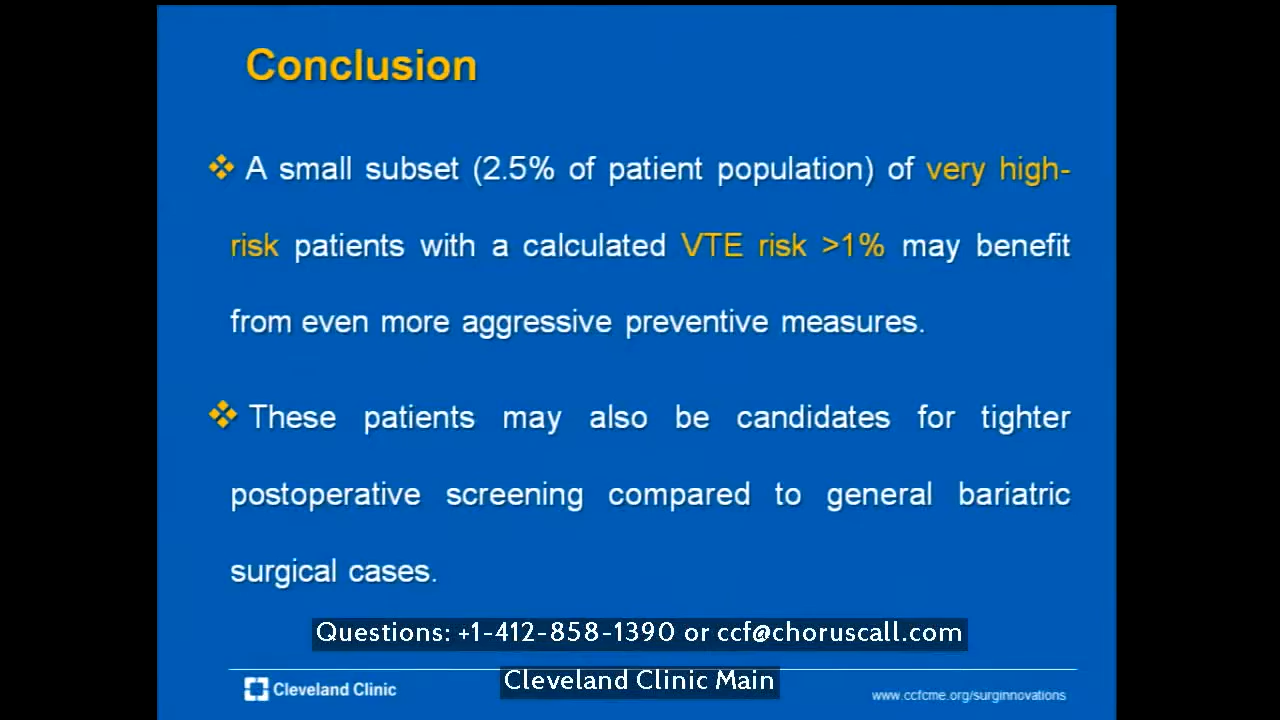 Conclusion
❖ A small subset (2.5% of patient population) of very high-
risk patients with a calculated VTE risk >1% may benefit
from even more aggressive preventive measures.
❖ These patients may also be candidates for tighter
postoperative screening compared to general bariatric
surgical cases.
Questions: +1-412-858-1390 or ccf@choruscall.com
Cleveland Clinic
Cleveland Clinic Main
www.ccfcme.org/surginnovations